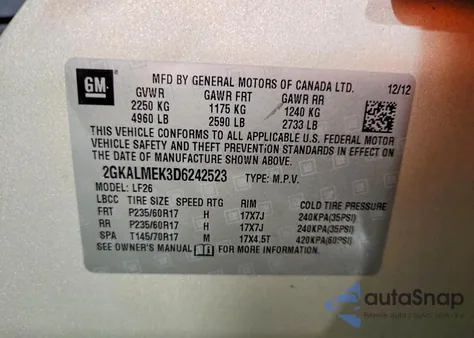 GM
MFD BY GENERAL MOTORS OF CANADA LTD.
GVWR GAWR FRT GAWR RR 12/12
2250 KG 1175 KG 1240 KG
4960 LB 2590 LB 2733 LB
THIS VEHICLE CONFORMS TO ALL APPLICABLE U.S. FEDERAL MOTOR
VEHICLE SAFETY AND THEFT PREVENTION STANDARDS IN EFFECT ON
THE DATE OF MANUFACTURE SHOWN ABOVE.
2GKALMEK3D6242523 TYPE: M.P.V.
MODEL: LF26
LBCC TIRE SIZE SPEED RTG RIM COLD TIRE PRESSURE
FRT P235/60R17 H 17X7J 240KPA(35PSI)
RR P235/60R17 H 17X7J 240KPA(35PSI)
SPA T145/70R17 M 17X4.5T 420KPA(60PSI)
SEE OWNER'S MANUAL FOR MORE INFORMATION.
autaSnap